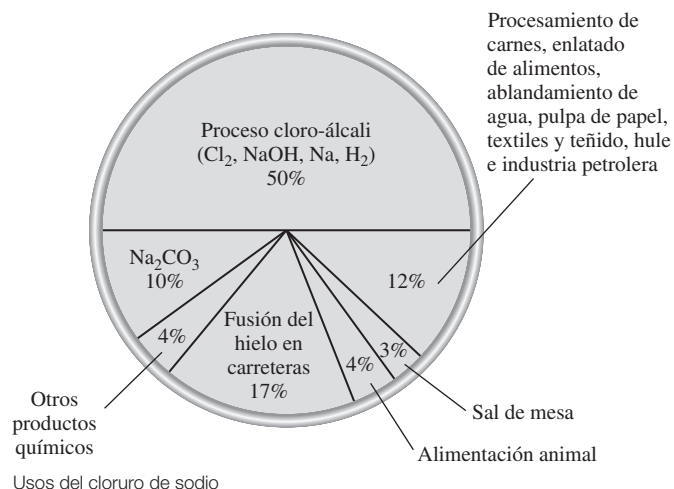 Procesamiento de
carnes, enlatado
de alimentos,
ablandamiento de
agua, pulpa de papel,
textiles y teñido, hule
e industria petrolera
Proceso cloro-álcali
(Cl₂, NaOH, Na, H₂)
50%
Na₂CO₃
10%
12%
4%
Fusión del
hielo en
carreteras
17%
4%
3%
Otros
productos
químicos
Sal de mesa
Alimentación animal
Usos del cloruro de sodio